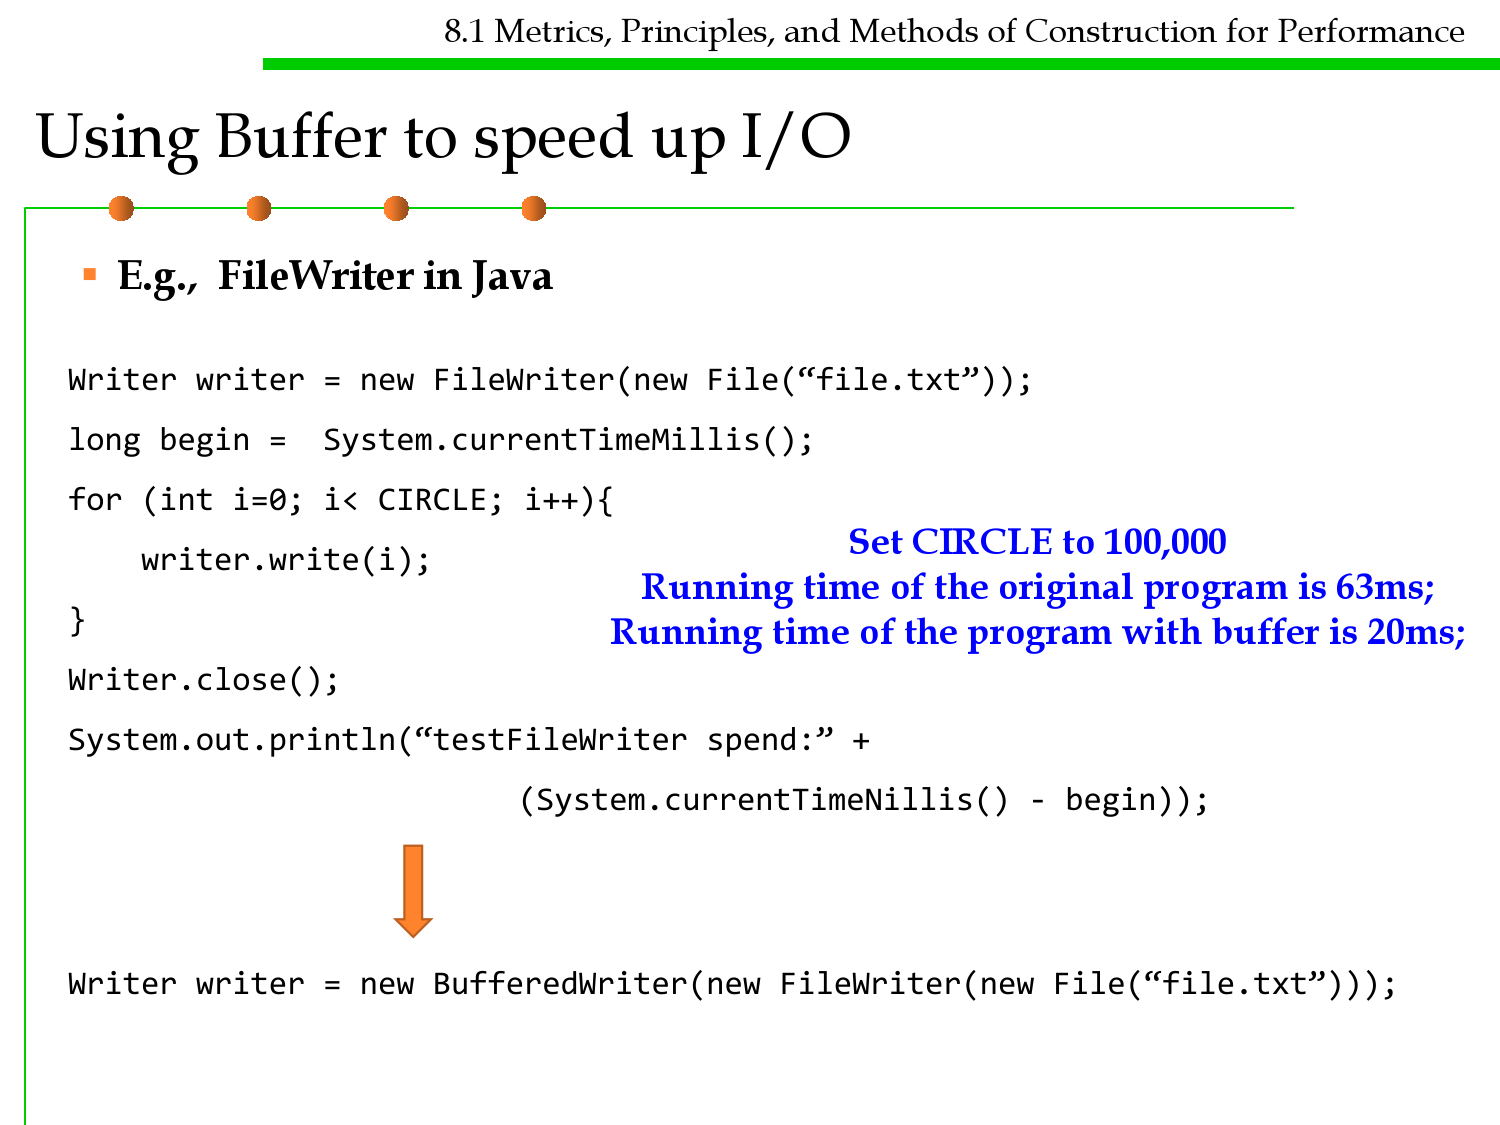 8.1 Metrics, Principles, and Methods of Construction for Performance
Using Buffer to speed up I/O
E.g., FileWriter in Java
Writer writer = new FileWriter(new File(“file.txt”));
long begin =  System.currentTimeMillis();
for (int i=0; i< CIRCLE; i++){
    writer.write(i);
}
Set CIRCLE to 100,000
Running time of the original program is 63ms;
Running time of the program with buffer is 20ms;
Writer.close();
System.out.println(“testFileWriter spend:” +
(System.currentTimeNillis() - begin));
Writer writer = new BufferedWriter(new FileWriter(new File(“file.txt”)));